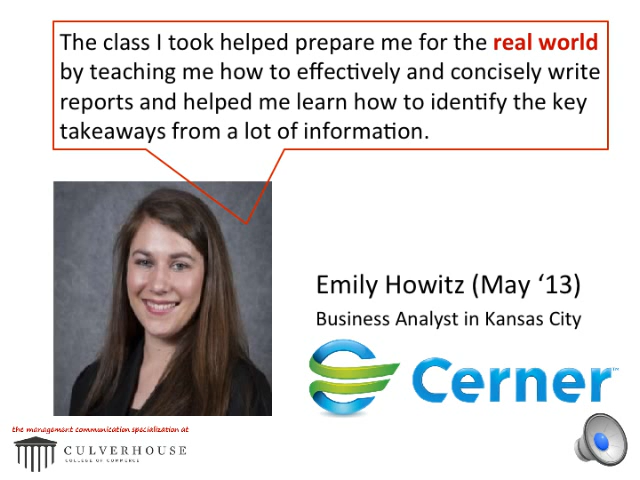 The class I took helped prepare me for the real world
by teaching me how to effectively and concisely write
reports and helped me learn how to identify the key
takeaways from a lot of information.
Emily Howitz (May ‘13)
Business Analyst in Kansas City
Cerner™
the management communication specialization at
CULVERHOUSE
COLLEGE OF COMMERCE